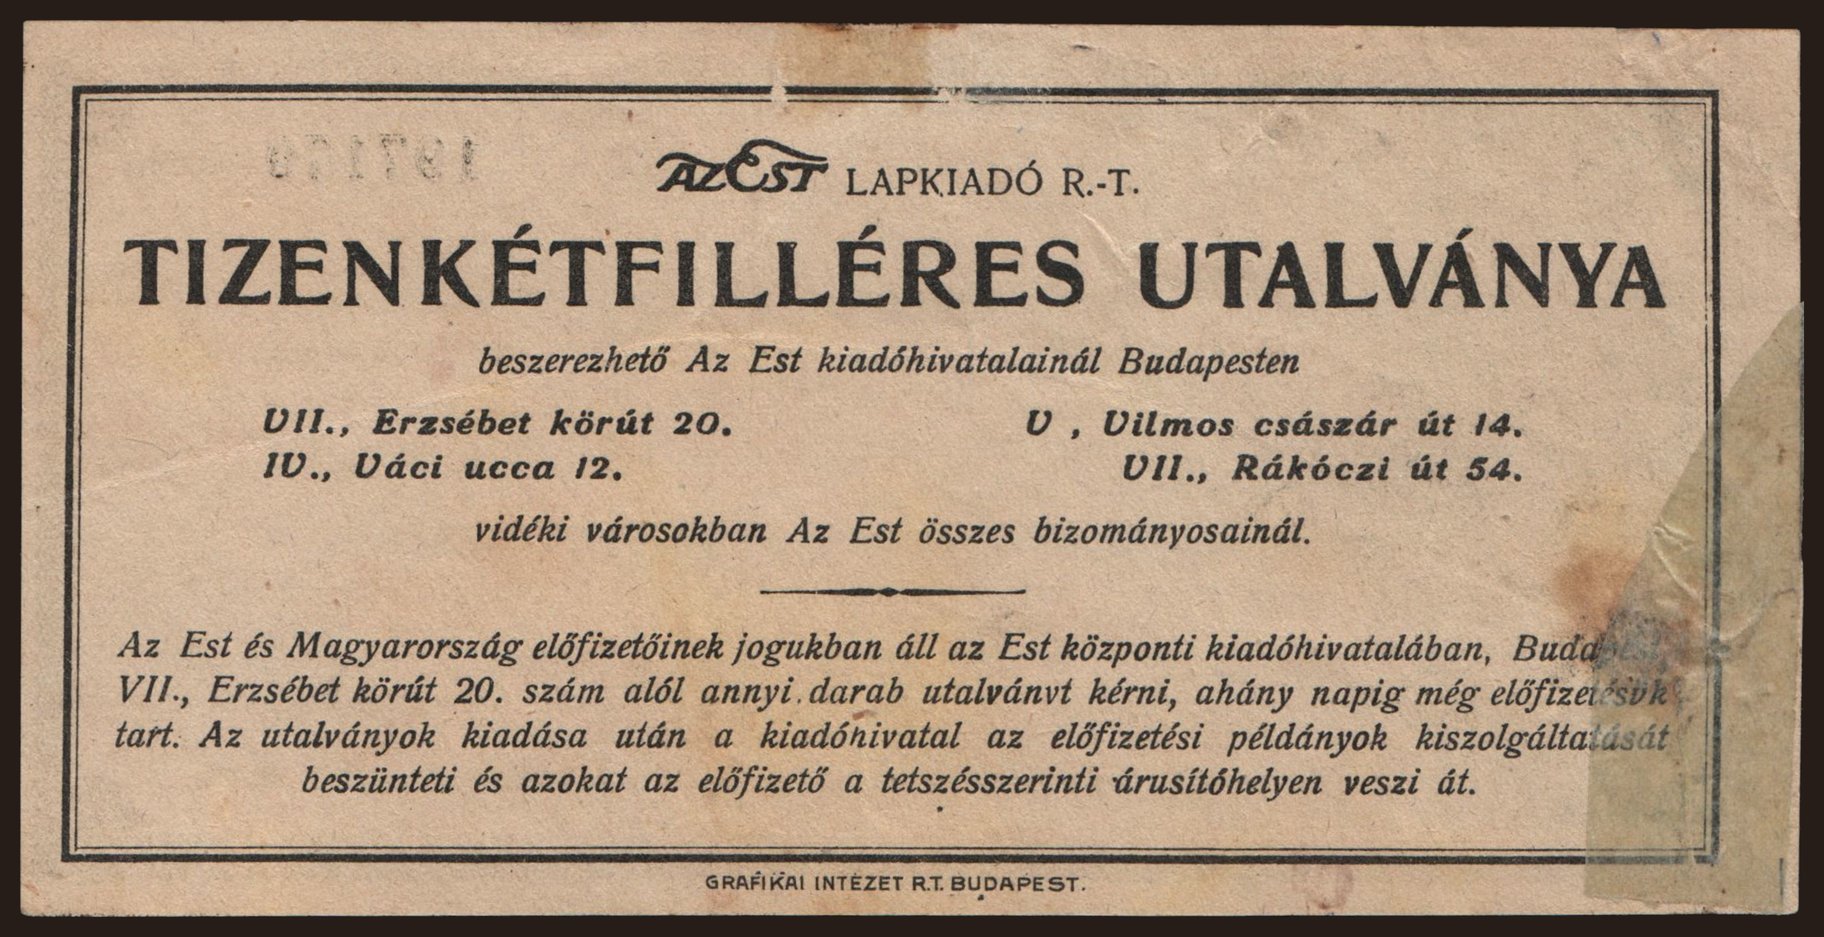 AZ EST LAPKIADÓ R.-T.
TIZENKÉTFILLÉRES UTALVÁNYA
beszerezhető Az Est kiadóhivatalainál Budapesten
VII., Erzsébet körút 20. V , Vilmos császár út 14.
IV., Váci ucca 12. VII., Rákóczi út 54.
vidéki városokban Az Est összes bizományosainál.
Az Est és Magyarország előfizetőinek jogukban áll az Est központi kiadóhivatalában, Budapest,
VII., Erzsébet körút 20. szám alól annyi darab utalványt kérni, ahány napig még előfizetésük
tart. Az utalványok kiadása után a kiadóhivatal az előfizetési példányok kiszolgáltatását
beszünteti és azokat az előfizető a tetszésszerinti árusítóhelyen veszi át.
GRAFIKAI INTÉZET R.T. BUDAPEST.